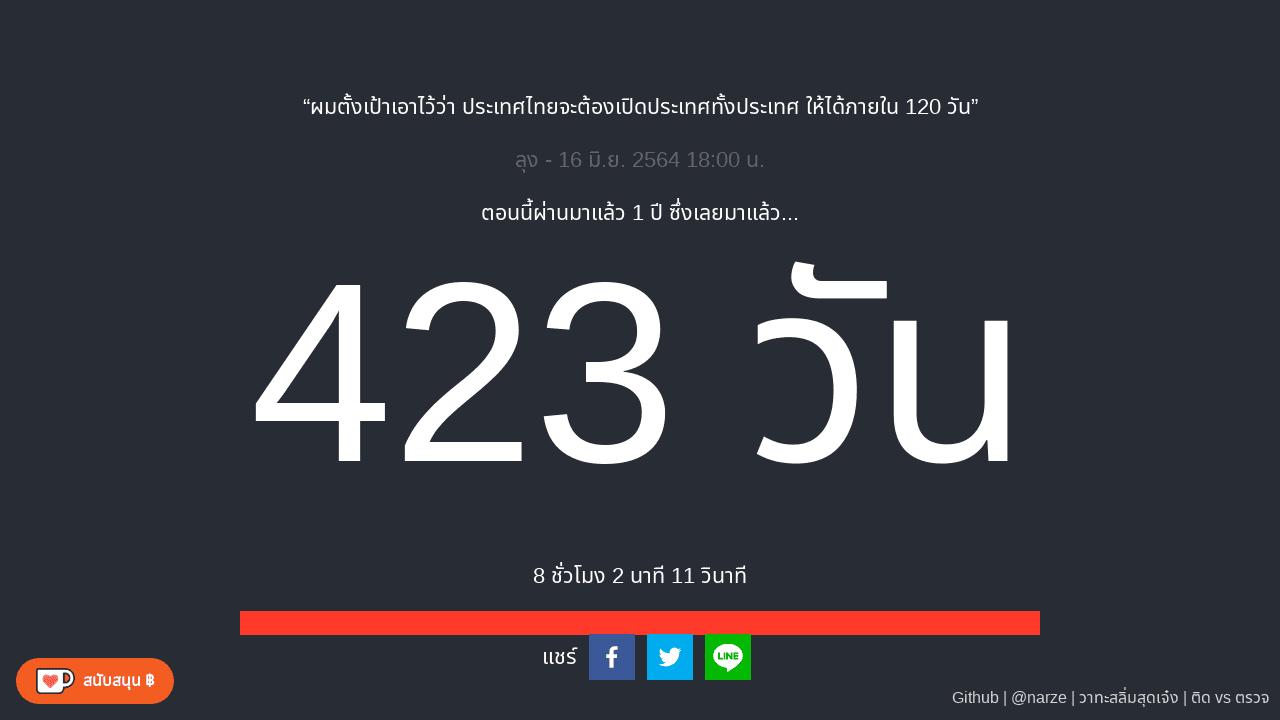 “ผมตั้งเป้าเอาไว้ว่า ประเทศไทยจะต้องเปิดประเทศทั้งประเทศ ให้ได้ภายใน 120 วัน”
ลุง - 16 มิ.ย. 2564 18:00 น.
ตอนนี้ผ่านมาแล้ว 1 ปี ซึ่งเลยมาแล้ว...
423 วัน
8 ชั่วโมง 2 นาที 11 วินาที
แชร์
LINE
สนับสนุน ฿
Github | @narze | วาทะสลิ่มสุดเจ๋ง | ติด vs ตรวจ